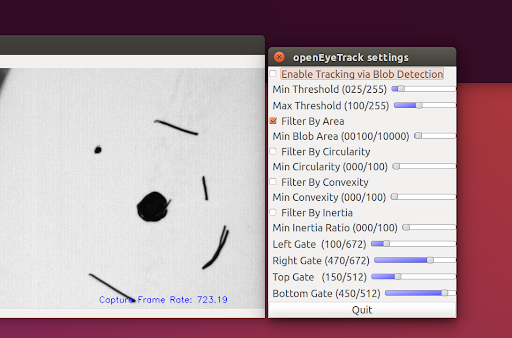 openEyeTrack settings
Enable Tracking via Blob Detection
Min Threshold (025/255)
Max Threshold (100/255)
Filter By Area
Min Blob Area (00100/10000)
Filter By Circularity
Min Circularity (000/100)
Filter By Convexity
Min Convexity (000/100)
Filter By Inertia
Min Inertia Ratio (000/100)
Left Gate (100/672)
Right Gate (470/672)
Top Gate (150/512)
Bottom Gate (450/512)
Quit
Capture Frame Rate: 723.19